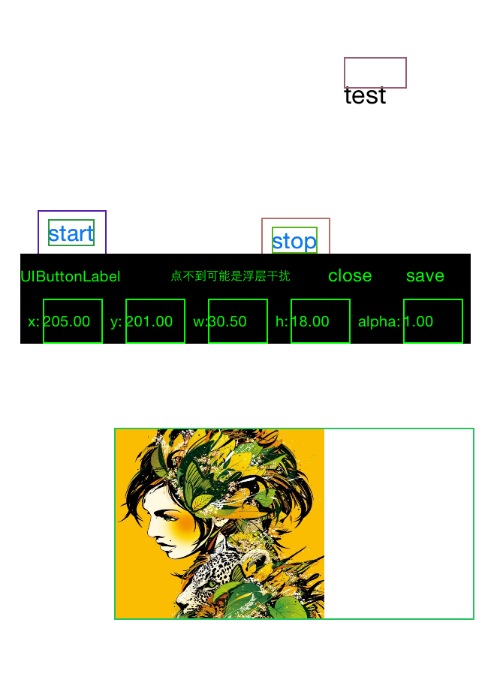 test
start
stop
UIButtonLabel 点不到可能是浮层干扰 close save
x: 205.00 y: 201.00 w: 30.50 h: 18.00 alpha: 1.00